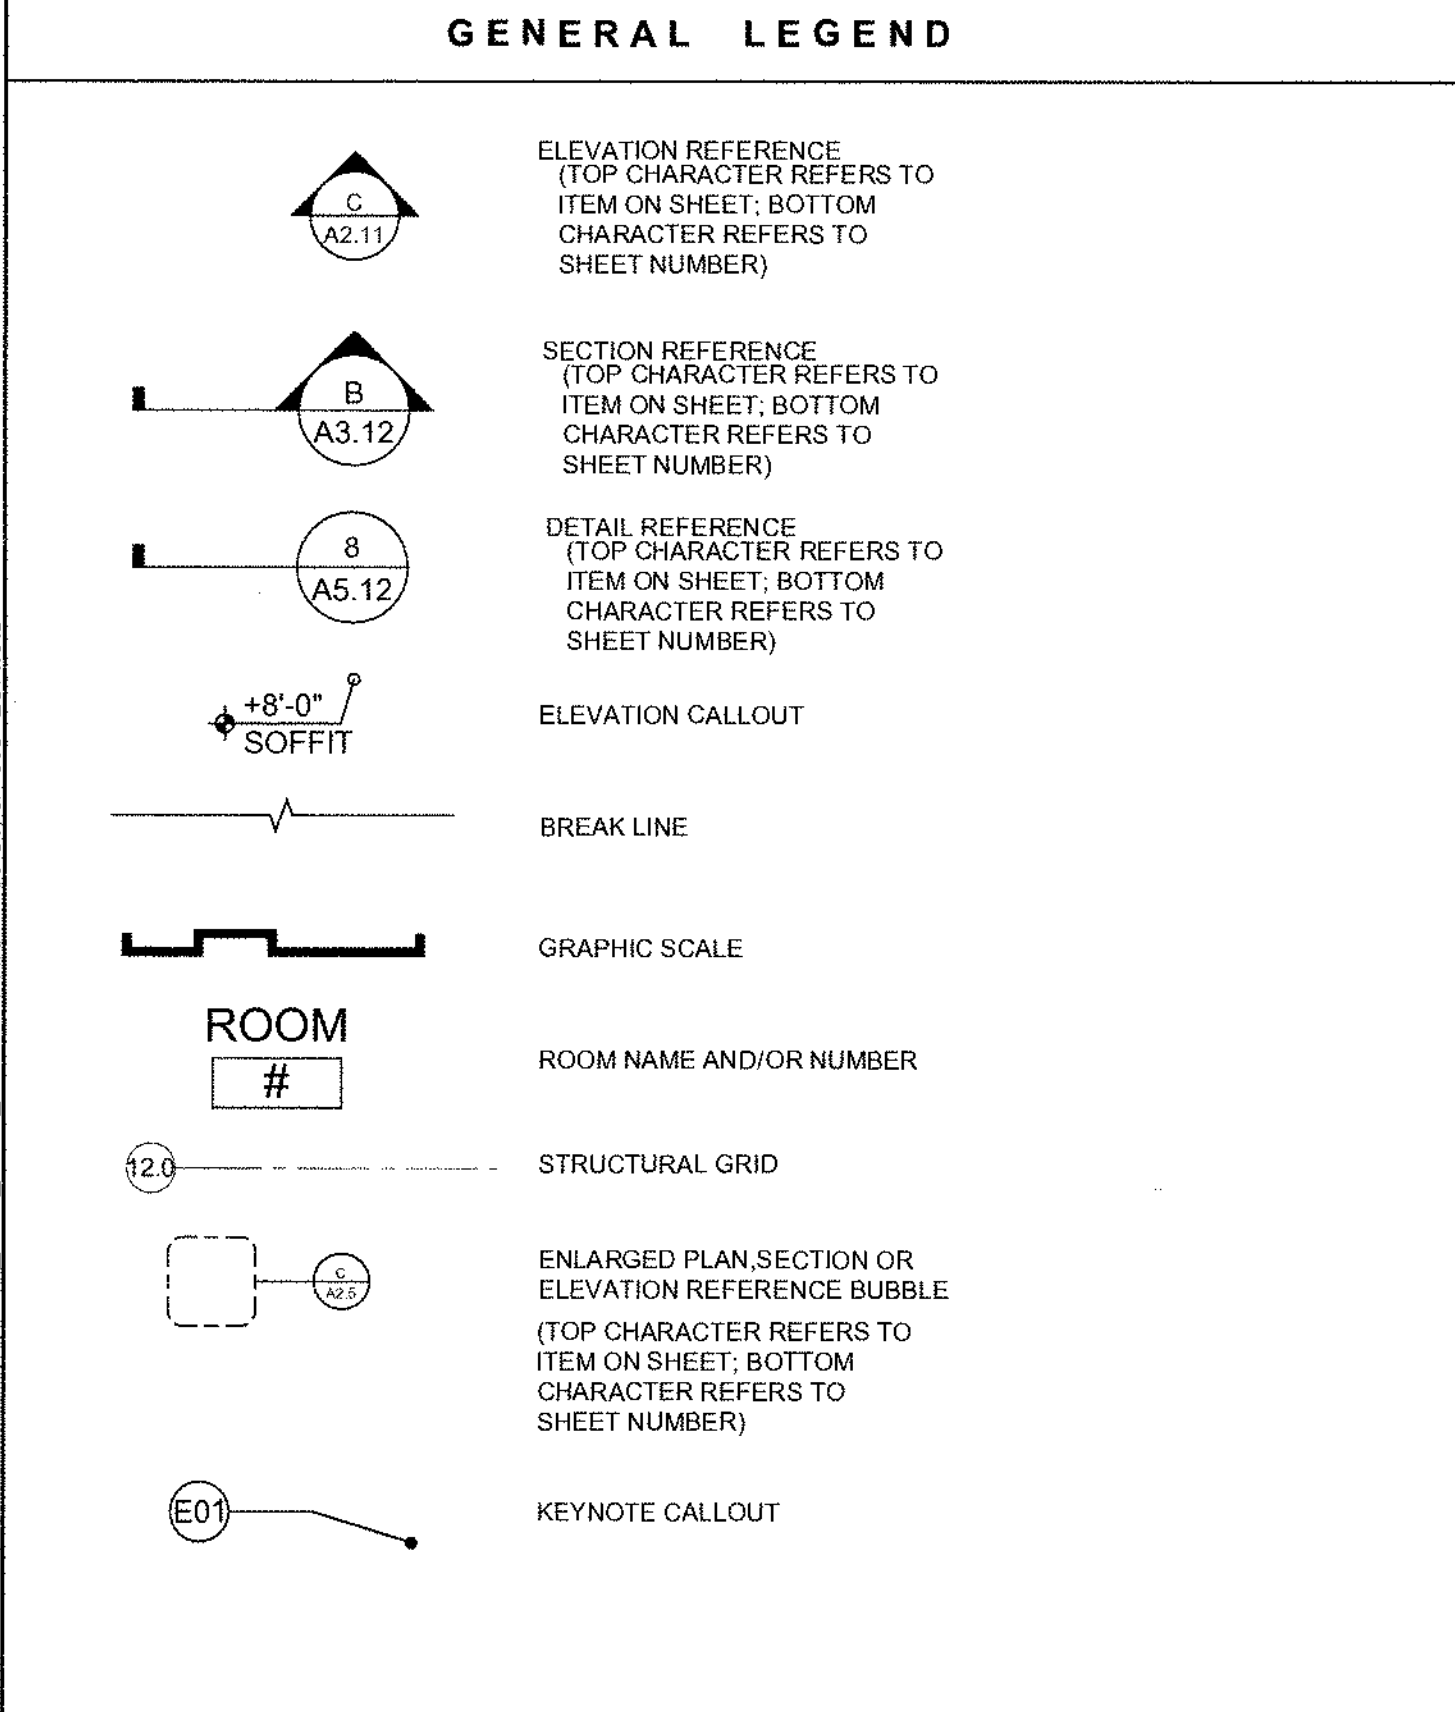 GENERAL LEGEND
C
A2.11
ELEVATION REFERENCE
(TOP CHARACTER REFERS TO
ITEM ON SHEET; BOTTOM
CHARACTER REFERS TO
SHEET NUMBER)
B
A3.12
SECTION REFERENCE
(TOP CHARACTER REFERS TO
ITEM ON SHEET; BOTTOM
CHARACTER REFERS TO
SHEET NUMBER)
8
A5.12
DETAIL REFERENCE
(TOP CHARACTER REFERS TO
ITEM ON SHEET; BOTTOM
CHARACTER REFERS TO
SHEET NUMBER)
+8'-0"
SOFFIT
ELEVATION CALLOUT
BREAK LINE
GRAPHIC SCALE
ROOM
#
ROOM NAME AND/OR NUMBER
12.0
STRUCTURAL GRID
C
A2.5
ENLARGED PLAN,SECTION OR
ELEVATION REFERENCE BUBBLE
(TOP CHARACTER REFERS TO
ITEM ON SHEET; BOTTOM
CHARACTER REFERS TO
SHEET NUMBER)
E01
KEYNOTE CALLOUT